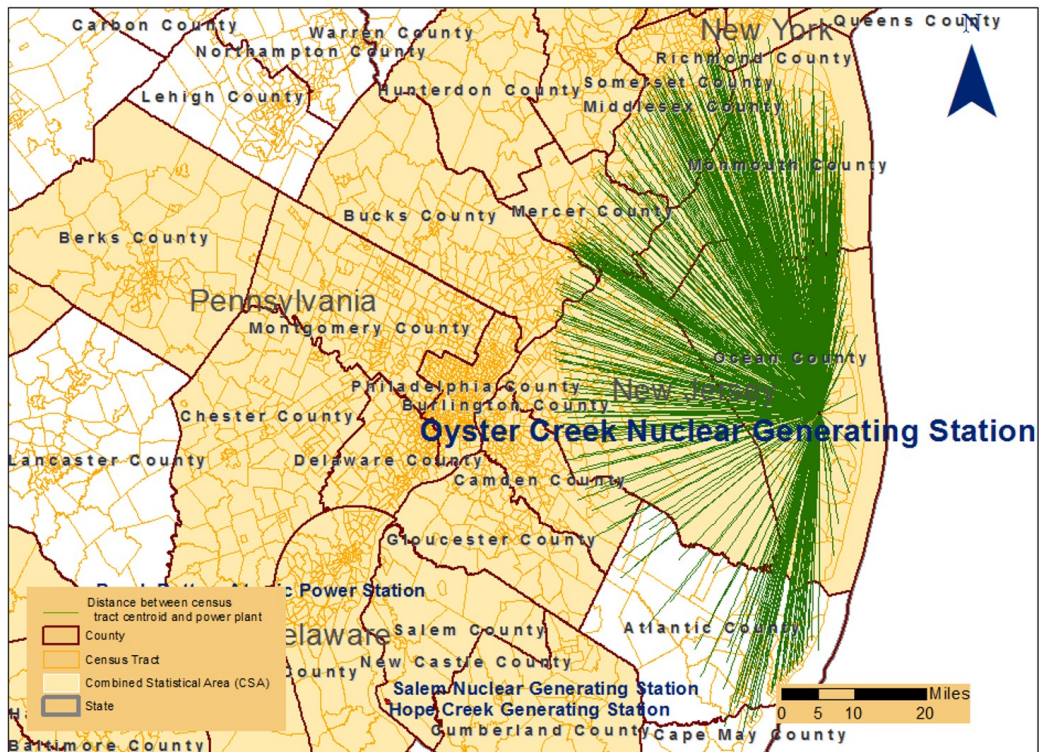 Carbon County
Warren County
Queens County
N
New York
Northampton County
Richmond County
Lehigh County
Hunterdon County
Somerset County
Middlesex County
Monmouth County
Bucks County
Mercer County
Berks County
Pennsylvania
Montgomery County
Ocean County
Philadelphia County
New Jersey
Burlington County
Chester County
Oyster Creek Nuclear Generating Station
Lancaster County
Delaware County
Camden County
Gloucester County
Power Station
Distance between census
tract centroid and power plant
County
Census Tract
Combined Statistical Area (CSA)
State
elaware
Salem County
Atlantic County
New Castle County
County
Salem Nuclear Generating Station
Hope Creek Generating Station
Cumberland County
Cape May County
Miles
0 5 10 20
Baltimore County